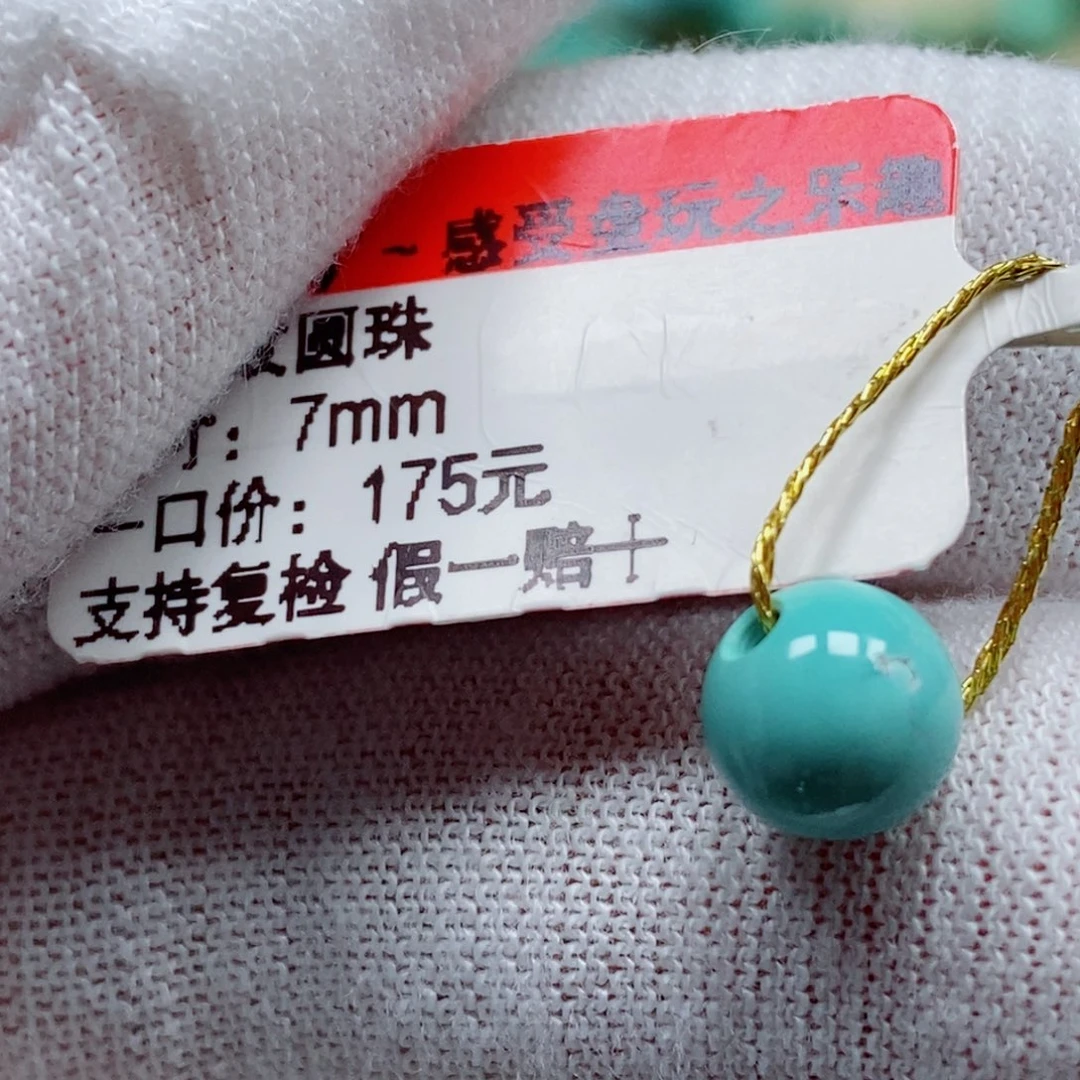 ~感受盘玩之乐趣
圆珠
寸：7mm
一口价：175元
支持复检 假一赔十